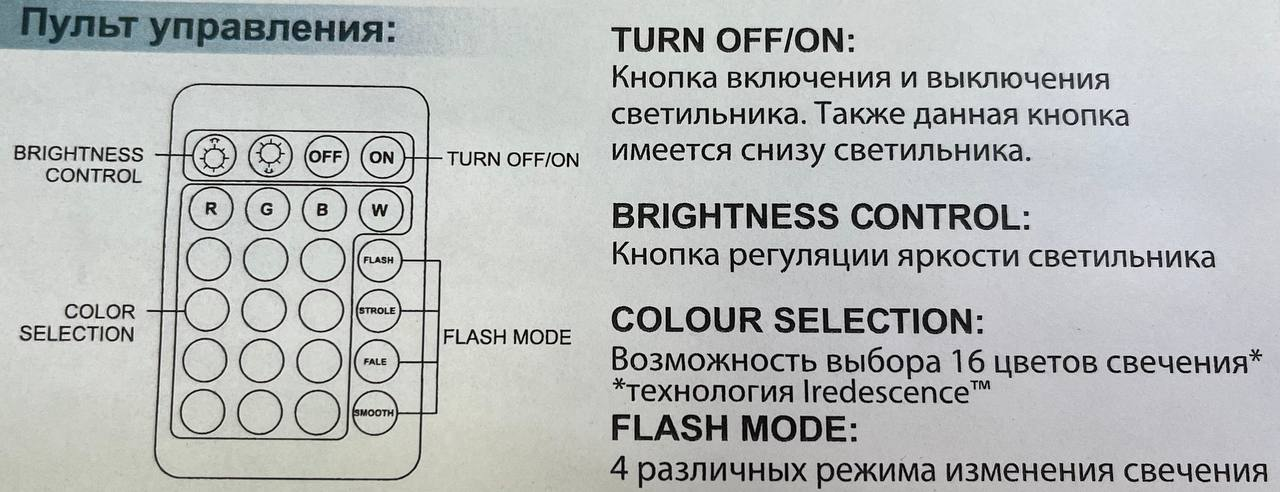 Пульт управления:
BRIGHTNESS
CONTROL
OFF
ON
TURN OFF/ON
R
G
B
W
FLASH
COLOR
SELECTION
STROLE
FLASH MODE
FALE
SMOOTH
TURN OFF/ON:
Кнопка включения и выключения
светильника. Также данная кнопка
имеется снизу светильника.
BRIGHTNESS CONTROL:
Кнопка регуляции яркости светильника
COLOUR SELECTION:
Возможность выбора 16 цветов свечения*
*технология Iredescence™
FLASH MODE:
4 различных режима изменения свечения